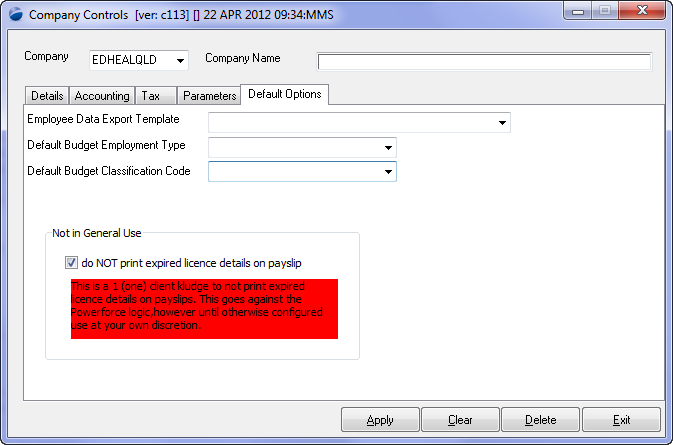 Company Controls [ver: c113] [] 22 APR 2012 09:34:MMS
Company EDHEALQLD Company Name
Details Accounting Tax Parameters Default Options
Employee Data Export Template
Default Budget Employment Type
Default Budget Classification Code
Not in General Use
do NOT print expired licence details on payslip
This is a 1 (one) client kludge to not print expired
licence details on payslips. This goes against the
Powerforce logic,however until otherwise configured
use at your own discretion.
Apply Clear Delete Exit